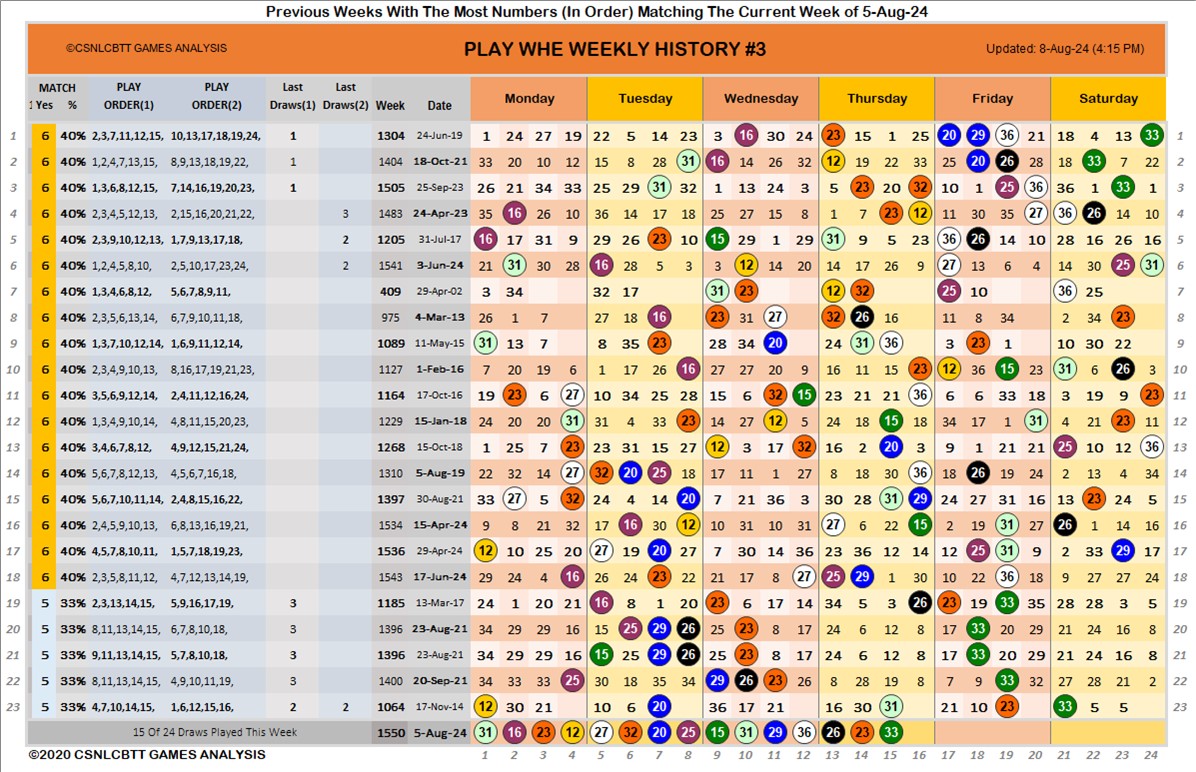 Previous Weeks With The Most Numbers (In Order) Matching The Current Week of 5-Aug-24
©CSNLCBTT GAMES ANALYSIS PLAY WHE WEEKLY HISTORY #3 Updated: 8-Aug-24 (4:15 PM)
MATCH PLAY PLAY Last Last Monday Tuesday Wednesday Thursday Friday Saturday
Yes % ORDER(1) ORDER(2) Draws(1) Draws(2) Week Date
1 6 40% 2,3,7,11,12,15, 10,13,17,18,19,24, 1 1304 24-Jun-19 1 24 27 19 22 5 14 23 3 16 30 24 23 15 1 25 20 29 36 21 18 4 13 33 1
2 6 40% 1,2,4,7,13,15, 8,9,13,18,19,22, 1 1404 18-Oct-21 33 20 10 12 15 8 28 31 16 14 26 32 12 19 22 33 25 20 26 28 18 33 7 22 2
3 6 40% 1,3,6,8,12,15, 7,14,16,19,20,23, 1 1505 25-Sep-23 26 21 34 33 25 29 31 32 1 13 24 3 5 23 20 32 10 1 25 36 36 1 33 1 3
4 6 40% 2,3,4,5,12,13, 2,15,16,20,21,22, 3 1483 24-Apr-23 35 16 26 10 36 14 17 18 25 27 15 8 1 7 23 12 11 30 35 27 36 26 14 10 4
5 6 40% 2,3,9,10,12,13, 1,7,9,13,17,18, 2 1205 31-Jul-17 16 17 31 9 29 26 23 10 15 29 1 29 31 9 5 23 36 26 14 10 28 16 26 16 5
6 6 40% 1,2,4,5,8,10, 2,5,10,17,23,24, 2 1541 3-Jun-24 21 31 30 28 16 28 5 3 3 12 14 20 14 17 26 9 27 13 6 4 14 30 25 31 6
7 6 40% 1,3,4,6,8,12, 5,6,7,8,9,11, 409 29-Apr-02 3 34 32 17 31 23 12 32 25 10 36 25 7
8 6 40% 2,3,5,6,13,14 6,7,9,10,11,18, 975 4-Mar-13 26 1 7 27 18 16 23 31 27 32 26 16 11 8 34 2 34 23 8
9 6 40% 1,3,7,10,12,14, 1,6,9,11,12,14, 1089 11-May-15 31 13 7 8 35 23 28 34 20 24 31 36 3 23 1 10 30 22 9
10 6 40% 2,3,4,9,10,13, 8,16,17,19,21,23, 1127 1-Feb-16 7 20 19 6 1 17 26 16 27 27 20 9 16 11 15 23 12 36 15 23 31 6 26 3 10
11 6 40% 3,5,6,9,12,14, 2,4,11,12,16,24, 1164 17-Oct-16 19 23 6 27 10 34 25 28 15 6 32 15 23 21 21 36 6 6 33 18 3 19 9 23 11
12 6 40% 1,3,4,9,10,14, 4,8,11,15,20,23, 1229 15-Jan-18 24 20 20 31 31 4 33 23 14 27 12 5 24 18 15 18 34 17 1 31 4 21 23 11 12
13 6 40% 3,4,6,7,8,12, 4,9,12,15,21,24, 1268 15-Oct-18 1 25 7 23 23 31 15 27 12 3 17 32 16 2 20 3 9 1 21 21 25 10 12 36 13
14 6 40% 5,6,7,8,12,13, 4,5,6,7,16,18, 1310 5-Aug-19 22 32 14 27 32 20 25 18 17 11 1 27 8 18 30 36 18 26 19 24 2 13 4 34 14
15 6 40% 5,6,7,10,11,14, 2,4,8,15,16,22, 1397 30-Aug-21 33 27 5 32 24 4 14 20 7 21 36 3 30 28 31 29 24 27 31 16 13 23 24 5 15
16 6 40% 2,4,5,9,10,13, 6,8,13,16,19,21, 1534 15-Apr-24 9 8 21 32 17 16 30 12 10 31 10 31 27 6 22 15 2 19 31 27 26 1 14 16 16
17 6 40% 4,5,7,8,10,11, 1,5,7,18,19,23, 1536 29-Apr-24 12 10 25 20 27 19 20 27 7 30 14 36 23 36 12 14 12 25 31 9 2 33 29 17 17
18 6 40% 2,3,5,8,11,12 4,7,12,13,14,19, 1543 17-Jun-24 29 24 4 16 26 24 23 22 21 17 8 27 25 29 1 30 10 22 36 18 9 27 27 24 18
19 5 33% 2,3,13,14,15, 5,9,16,17,19, 3 1185 13-Mar-17 24 1 20 21 16 8 1 20 23 6 17 14 34 5 3 26 23 19 33 35 28 28 3 5 19
20 5 33% 8,11,13,14,15, 6,7,8,10,18, 3 1396 23-Aug-21 34 29 29 16 15 25 29 26 25 23 8 17 24 6 12 8 17 33 20 29 21 24 16 8 20
21 5 33% 9,11,13,14,15, 5,7,8,10,18, 3 1396 23-Aug-21 34 29 29 16 15 25 29 26 25 23 8 17 24 6 12 8 17 33 20 29 21 24 16 8 21
22 5 33% 8,11,13,14,15, 4,9,10,11,19, 3 1400 20-Sep-21 34 33 33 25 30 18 35 34 29 26 23 26 8 28 19 8 7 9 33 32 27 28 21 2 22
23 5 33% 4,7,10,14,15, 1,6,12,15,16, 2 2 1064 17-Nov-14 12 30 21 10 6 20 36 17 21 16 30 31 21 10 23 33 5 5 23
15 Of 24 Draws Played This Week 1550 5-Aug-24 31 16 23 12 27 32 20 25 15 31 29 36 26 23 33
©2020 CSNLCBTT GAMES ANALYSIS 1 2 3 4 5 6 7 8 9 10 11 12 13 14 15 16 17 18 19 20 21 22 23 24